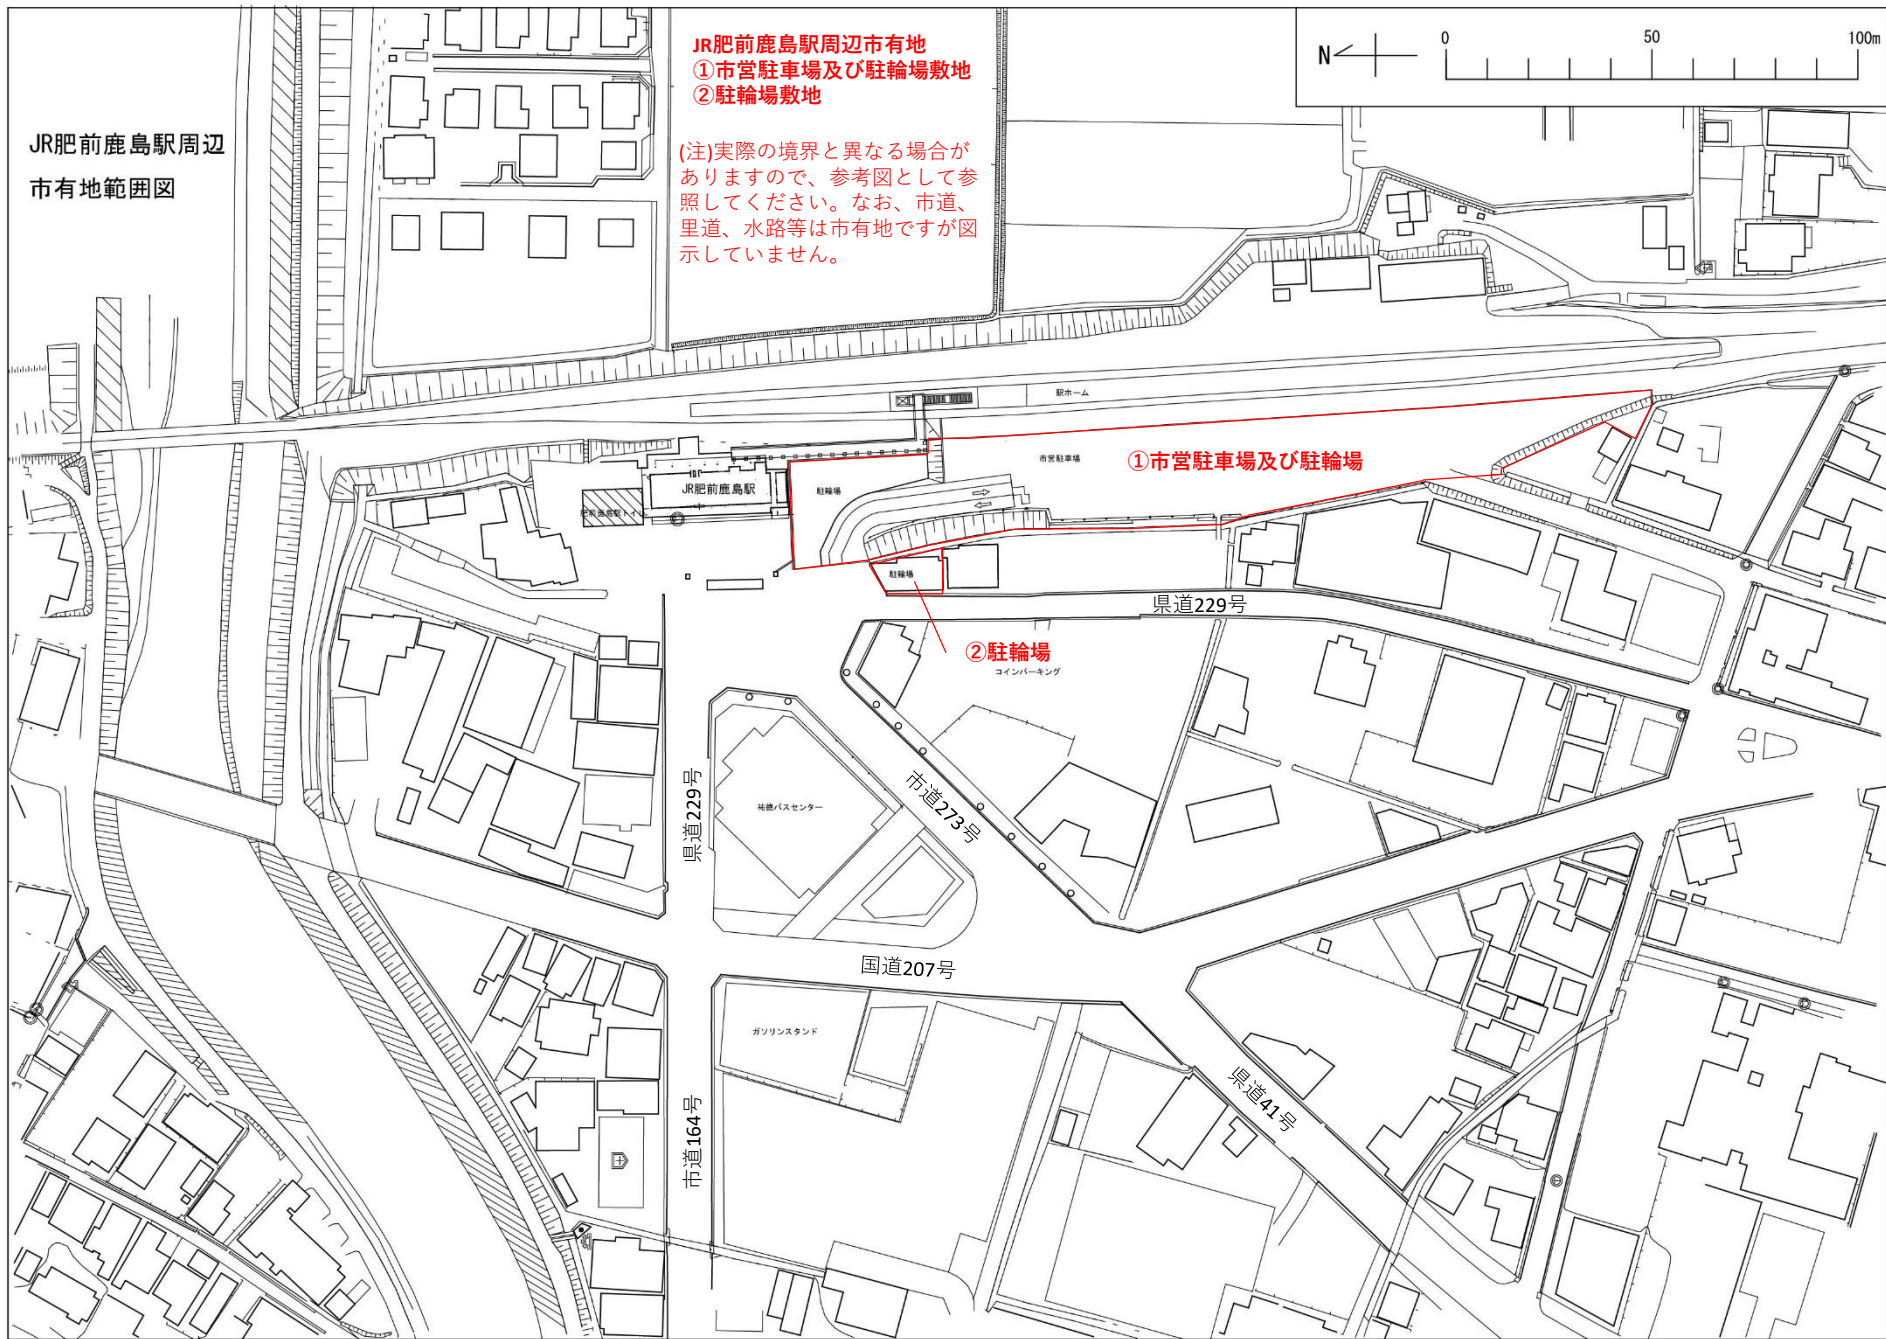 JR肥前鹿島駅周辺
市有地範囲図
JR肥前鹿島駅周辺市有地
①市営駐車場及び駐輪場敷地
②駐輪場敷地
(注)実際の境界と異なる場合が
ありますので、参考図として参
照してください。なお、市道、
里道、水路等は市有地ですが図
示していません。
N
0 50 100m
駅ホーム
市営駐車場
①市営駐車場及び駐輪場
JR肥前鹿島駅
駐輪場
肥前鹿島駅トイレ
駐輪場
県道229号
②駐輪場
コインパーキング
県道229号
祐徳バスセンター
市道273号
国道207号
ガソリンスタンド
市道164号
県道41号